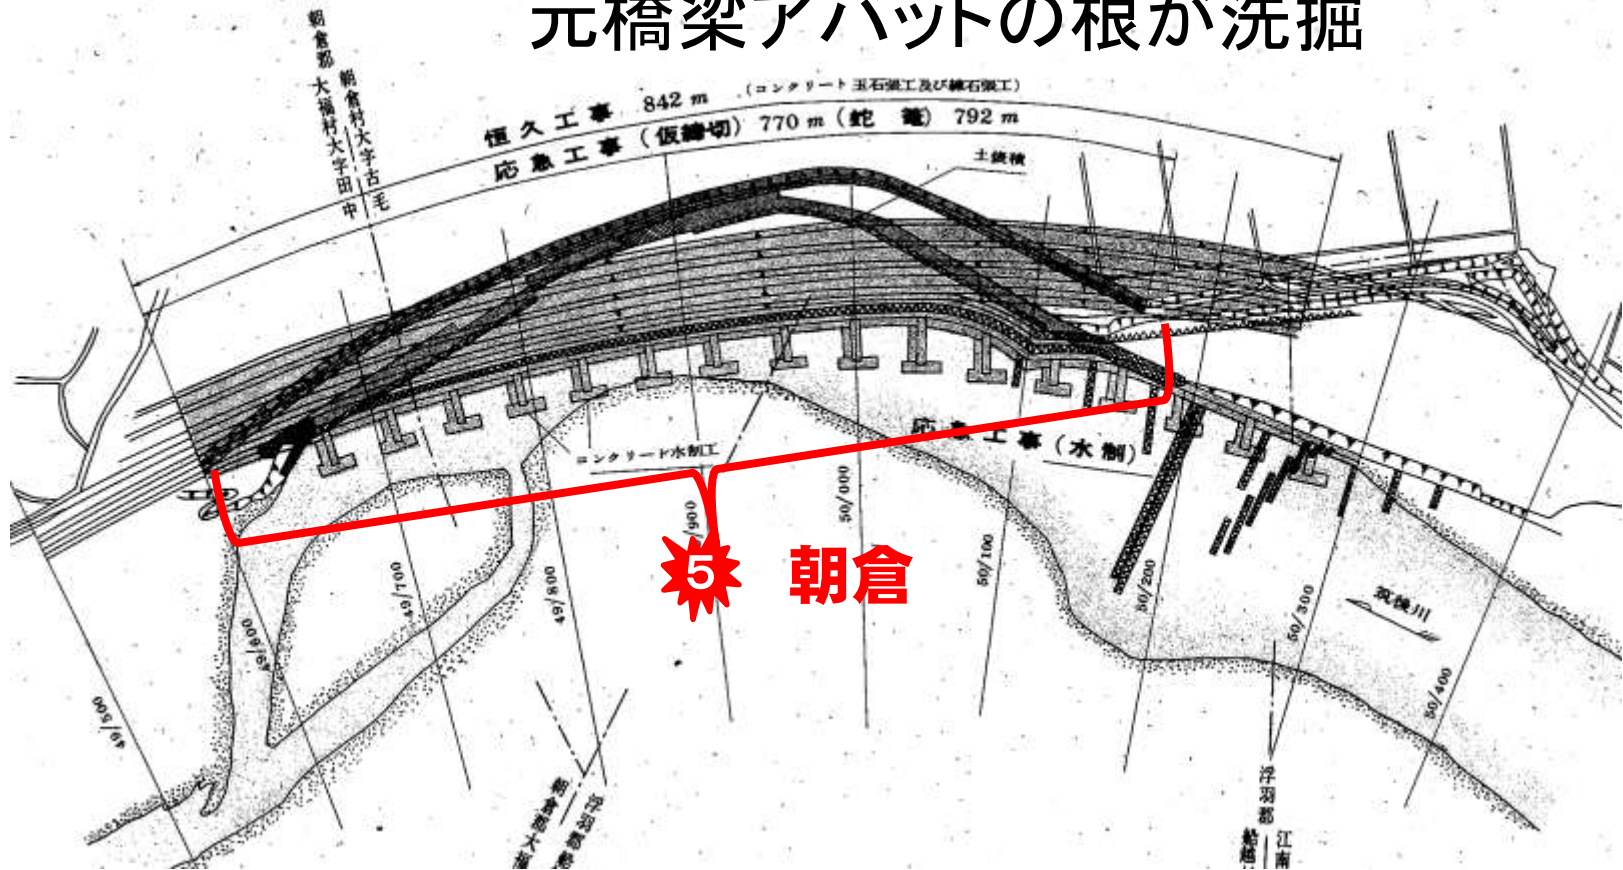 元橋梁アバットの根が洗掘
恒久工事 842 m (コンクリート玉石張工及び練石張工)
応急工事(仮締切) 770 m (蛇篭) 792 m
土俵積
朝倉郡 大福村大字田中
朝倉村大字古毛
コンクリート水制工
応急工事(水制)
⑤ 朝倉
筑後川
49/500
49/600
49/700
49/800
/900
50/000
50/100
50/200
50/300
50/400
朝倉郡大福
浮羽郡船
浮羽郡
船越
江南